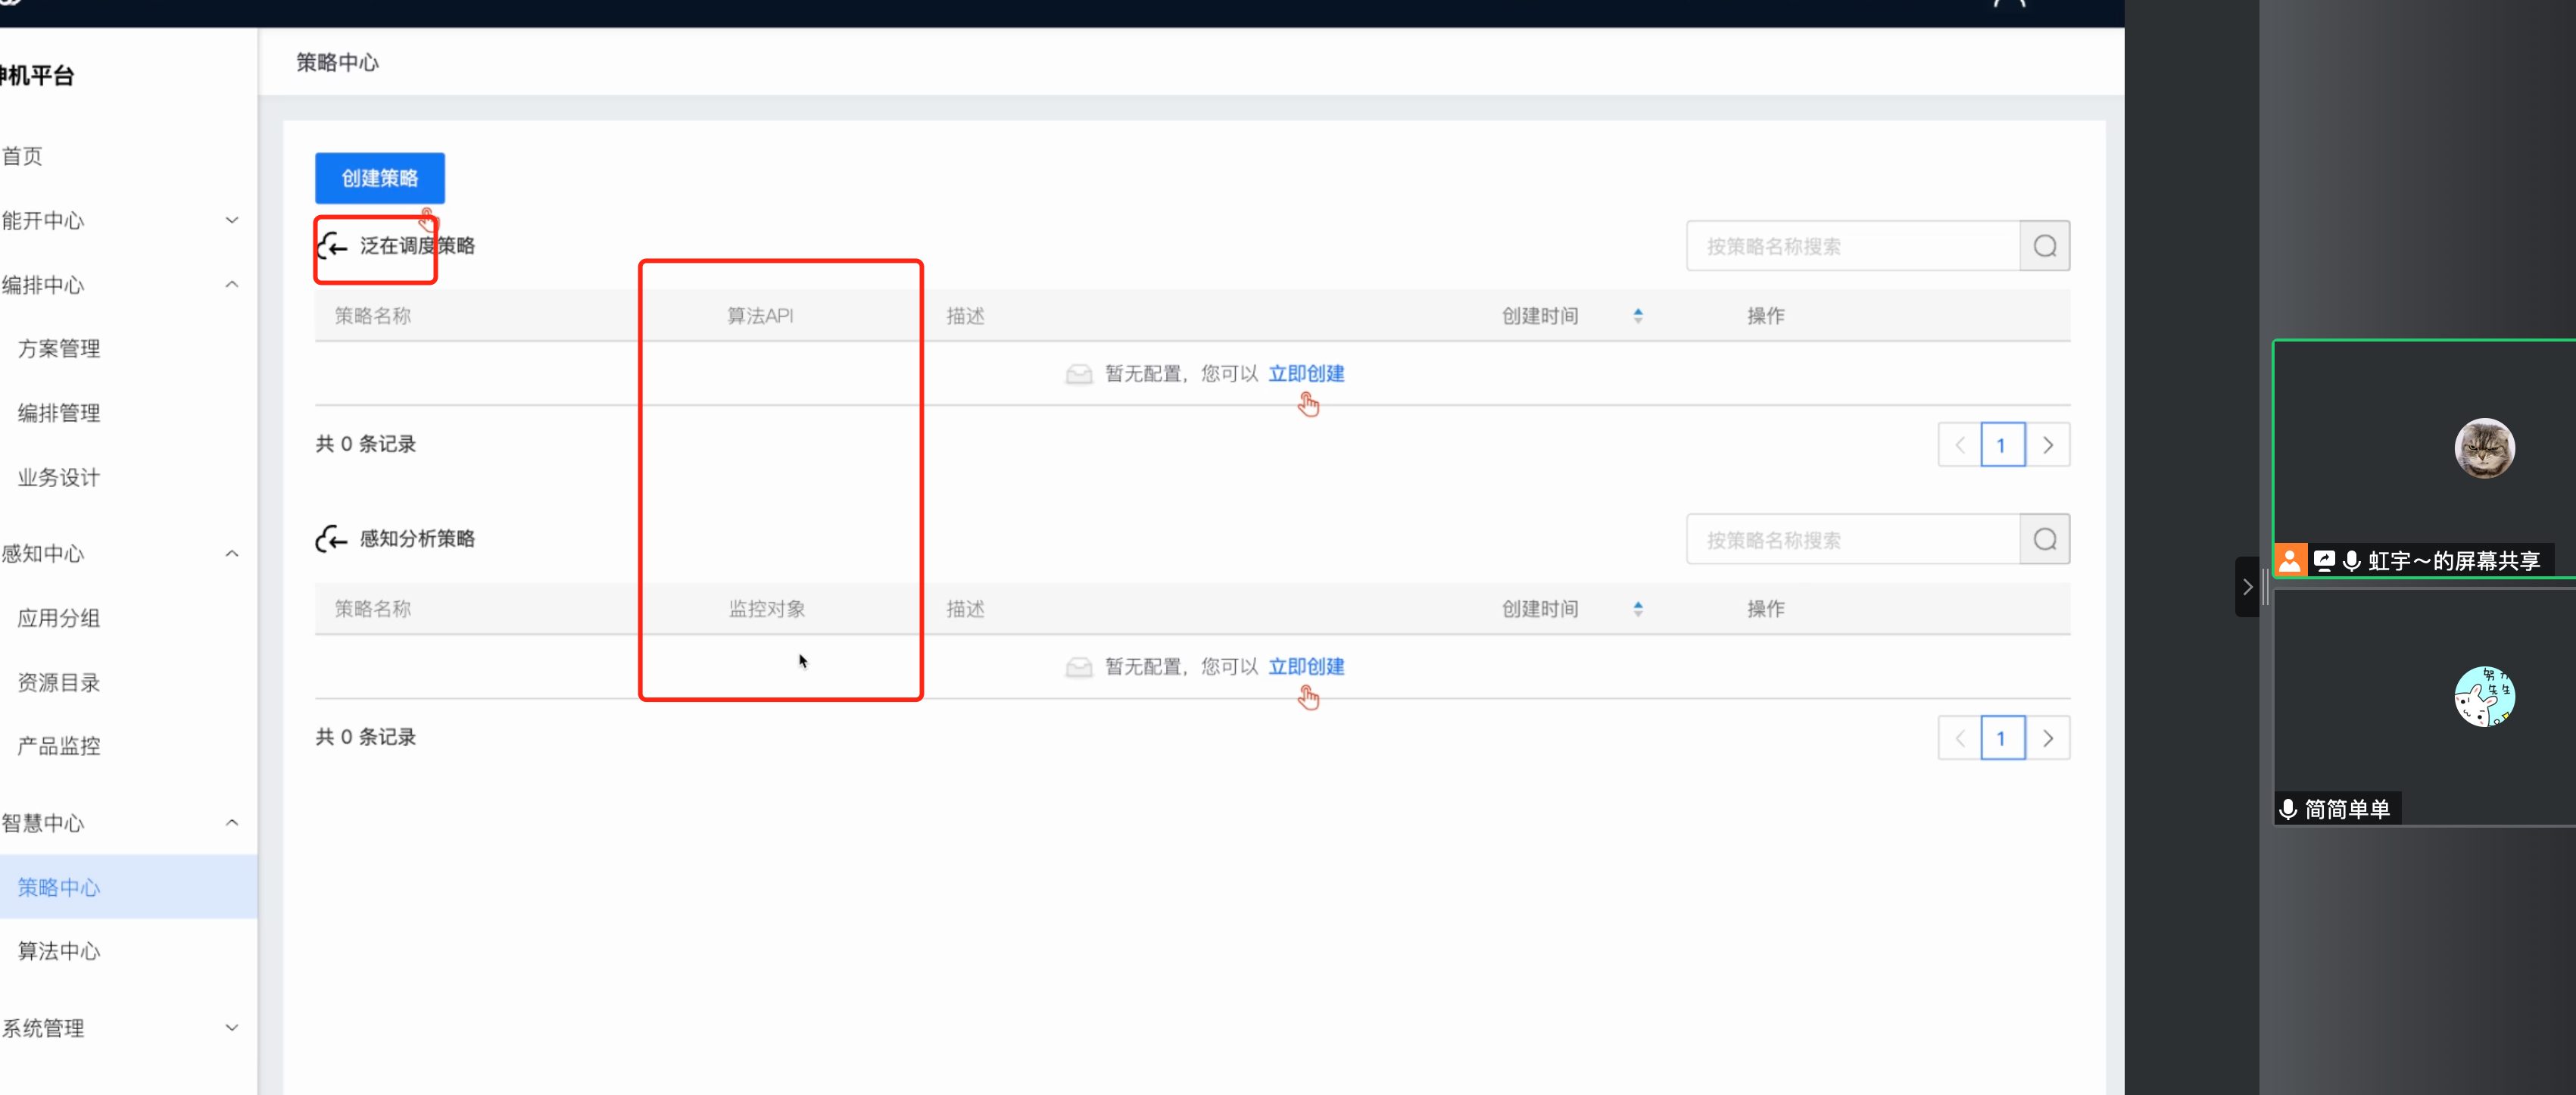 机平台
首页
能开中心
编排中心
方案管理
编排管理
业务设计
感知中心
应用分组
资源目录
产品监控
智慧中心
策略中心
算法中心
系统管理
策略中心
创建策略
泛在调度策略
按策略名称搜索
策略名称 算法API 描述 创建时间 操作
暂无配置，您可以 立即创建
共 0 条记录
1
感知分析策略
按策略名称搜索
策略名称 监控对象 描述 创建时间 操作
暂无配置，您可以 立即创建
共 0 条记录
1
虹宇～的屏幕共享
简简单单